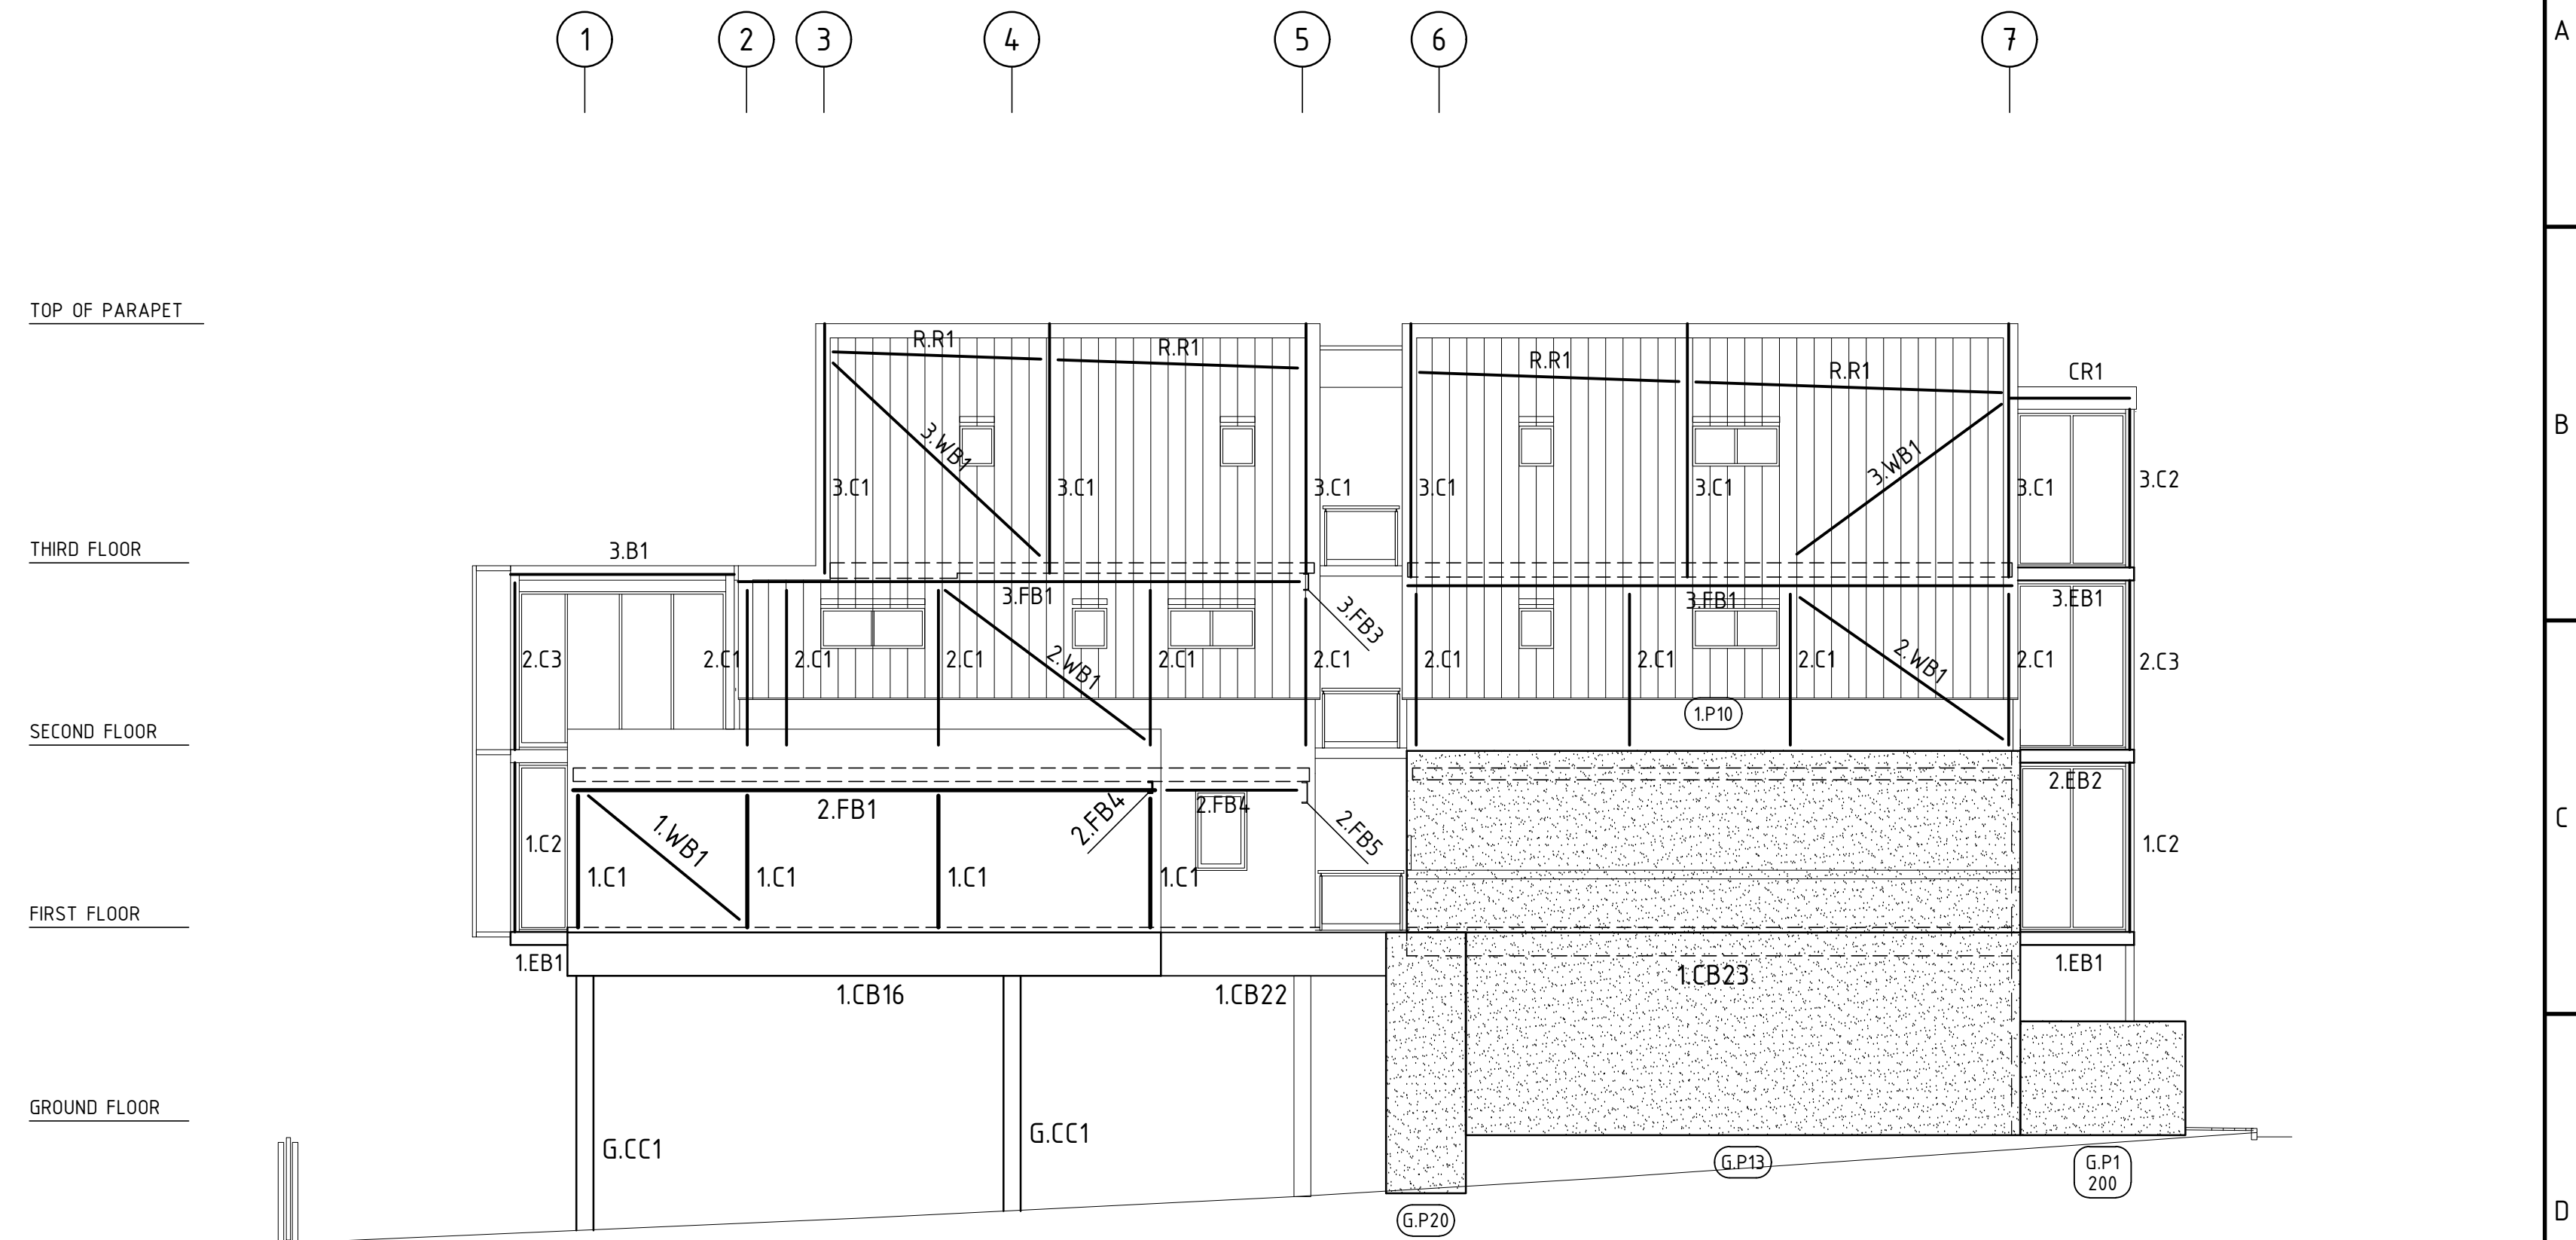 1 2 3 4 5 6 7
A
TOP OF PARAPET
R.R1 R.R1 R.R1 R.R1 CR1
B
3.WB1 3.WB1
3.C1 3.C1 3.C1 3.C1 3.C1 3.C1 3.C2
THIRD FLOOR
3.B1
3.FB1 3.FB3 3.FB1 3.EB1
2.C3 2.C1 2.C1 2.C1 2.WB1 2.C1 2.C1 2.C1 2.C1 2.C1 2.WB1 2.C1 2.C3
1.P10
SECOND FLOOR
2.EB2
2.FB1 2.FB4 2.FB4 2.FB5
C
1.C2 1.WB1 1.C2
1.C1 1.C1 1.C1 1.C1
FIRST FLOOR
1.EB1 1.CB23 1.EB1
1.CB16 1.CB22
GROUND FLOOR
G.CC1 G.CC1
G.P13 G.P1
200
G.P20
D